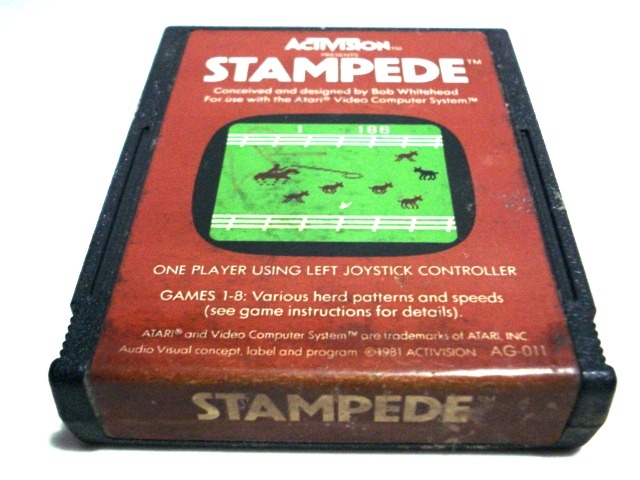 ACTIVISION™
PRESENTS
STAMPEDE™
Conceived and designed by Bob Whitehead
For use with the Atari® Video Computer System.™
1 186
ONE PLAYER USING LEFT JOYSTICK CONTROLLER
GAMES 1-8: Various herd patterns and speeds
(see game instructions for details).
ATARI® and Video Computer System™ are trademarks of ATARI, INC.
Audio Visual concept, label and program ©1981 ACTIVISION AG-011
STAMPEDE™